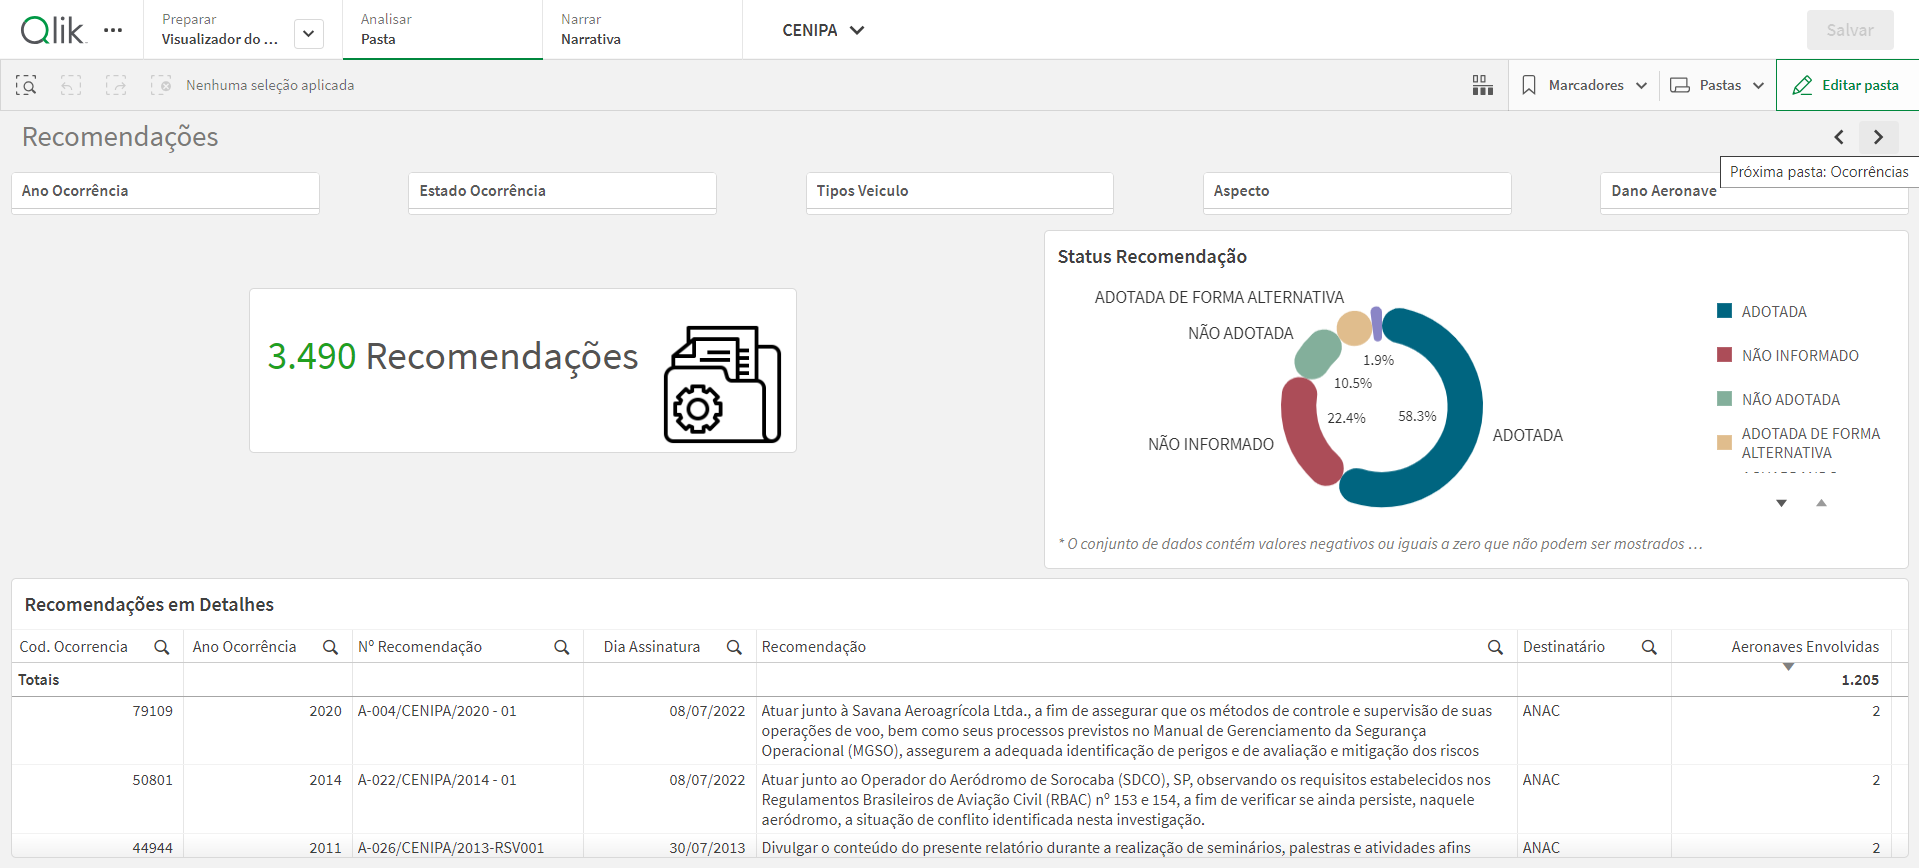 Qlik
Preparar
Visualizador do ...
Analisar
Pasta
Narrar
Narrativa
CENIPA
Salvar
Nenhuma seleção aplicada
Marcadores
Pastas
Editar pasta
Recomendações
Próxima pasta: Ocorrências
Ano Ocorrência
Estado Ocorrência
Tipos Veiculo
Aspecto
Dano Aeronave
3.490 Recomendações
Status Recomendação
ADOTADA DE FORMA ALTERNATIVA
NÃO ADOTADA
1.9%
10.5%
22.4%
58.3%
NÃO INFORMADO
ADOTADA
ADOTADA
NÃO INFORMADO
NÃO ADOTADA
ADOTADA DE FORMA
ALTERNATIVA
* O conjunto de dados contém valores negativos ou iguais a zero que não podem ser mostrados ...
Recomendações em Detalhes
Cod. Ocorrencia Ano Ocorrência Nº Recomendação Dia Assinatura Recomendação Destinatário Aeronaves Envolvidas
Totais 1.205
79109 2020 A-004/CENIPA/2020 - 01 08/07/2022 Atuar junto à Savana Aeroagrícola Ltda., a fim de assegurar que os métodos de controle e supervisão de suas ANAC 2
operações de voo, bem como seus processos previstos no Manual de Gerenciamento da Segurança
Operacional (MGSO), assegurem a adequada identificação de perigos e de avaliação e mitigação dos riscos
50801 2014 A-022/CENIPA/2014 - 01 08/07/2022 Atuar junto ao Operador do Aeródromo de Sorocaba (SDCO), SP, observando os requisitos estabelecidos nos ANAC 2
Regulamentos Brasileiros de Aviação Civil (RBAC) nº 153 e 154, a fim de verificar se ainda persiste, naquele
aeródromo, a situação de conflito identificada nesta investigação.
44944 2011 A-026/CENIPA/2013-RSV001 30/07/2013 Divulgar o conteúdo do presente relatório durante a realização de seminários, palestras e atividades afins ANAC 2